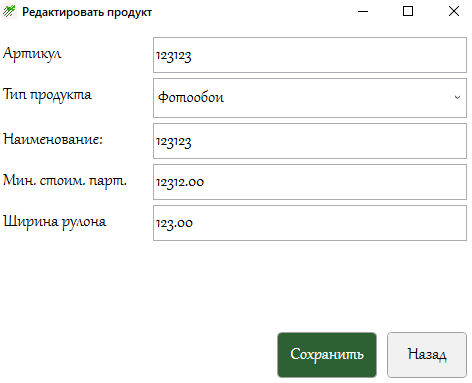 Редактировать продукт
Артикул 123123
Тип продукта Фотообои
Наименование: 123123
Мин. стоим. парт. 12312.00
Ширина рулона 123.00
Сохранить Назад